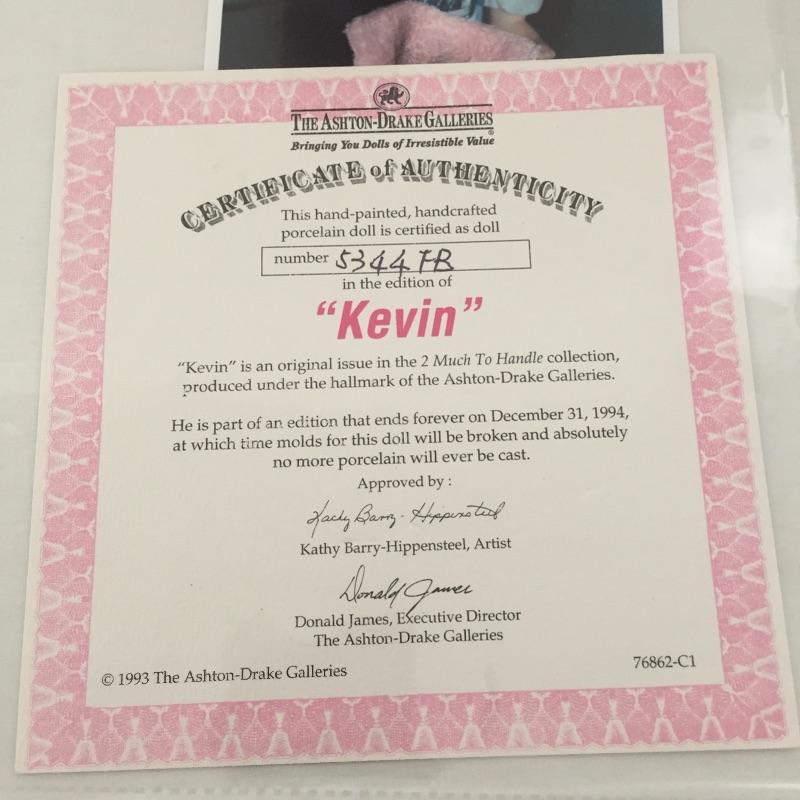 THE ASHTON-DRAKE GALLERIES
®
Bringing You Dolls of Irresistible Value
CERTIFICATE of AUTHENTICITY
This hand-painted, handcrafted
porcelain doll is certified as doll
number 5344FB
in the edition of
“Kevin”
“Kevin” is an original issue in the 2 Much To Handle collection,
produced under the hallmark of the Ashton-Drake Galleries.
He is part of an edition that ends forever on December 31, 1994,
at which time molds for this doll will be broken and absolutely
no more porcelain will ever be cast.
Approved by :
Kathy Barry-Hippensteel
Kathy Barry-Hippensteel, Artist
Donald James
Donald James, Executive Director
The Ashton-Drake Galleries
© 1993 The Ashton-Drake Galleries
76862-C1